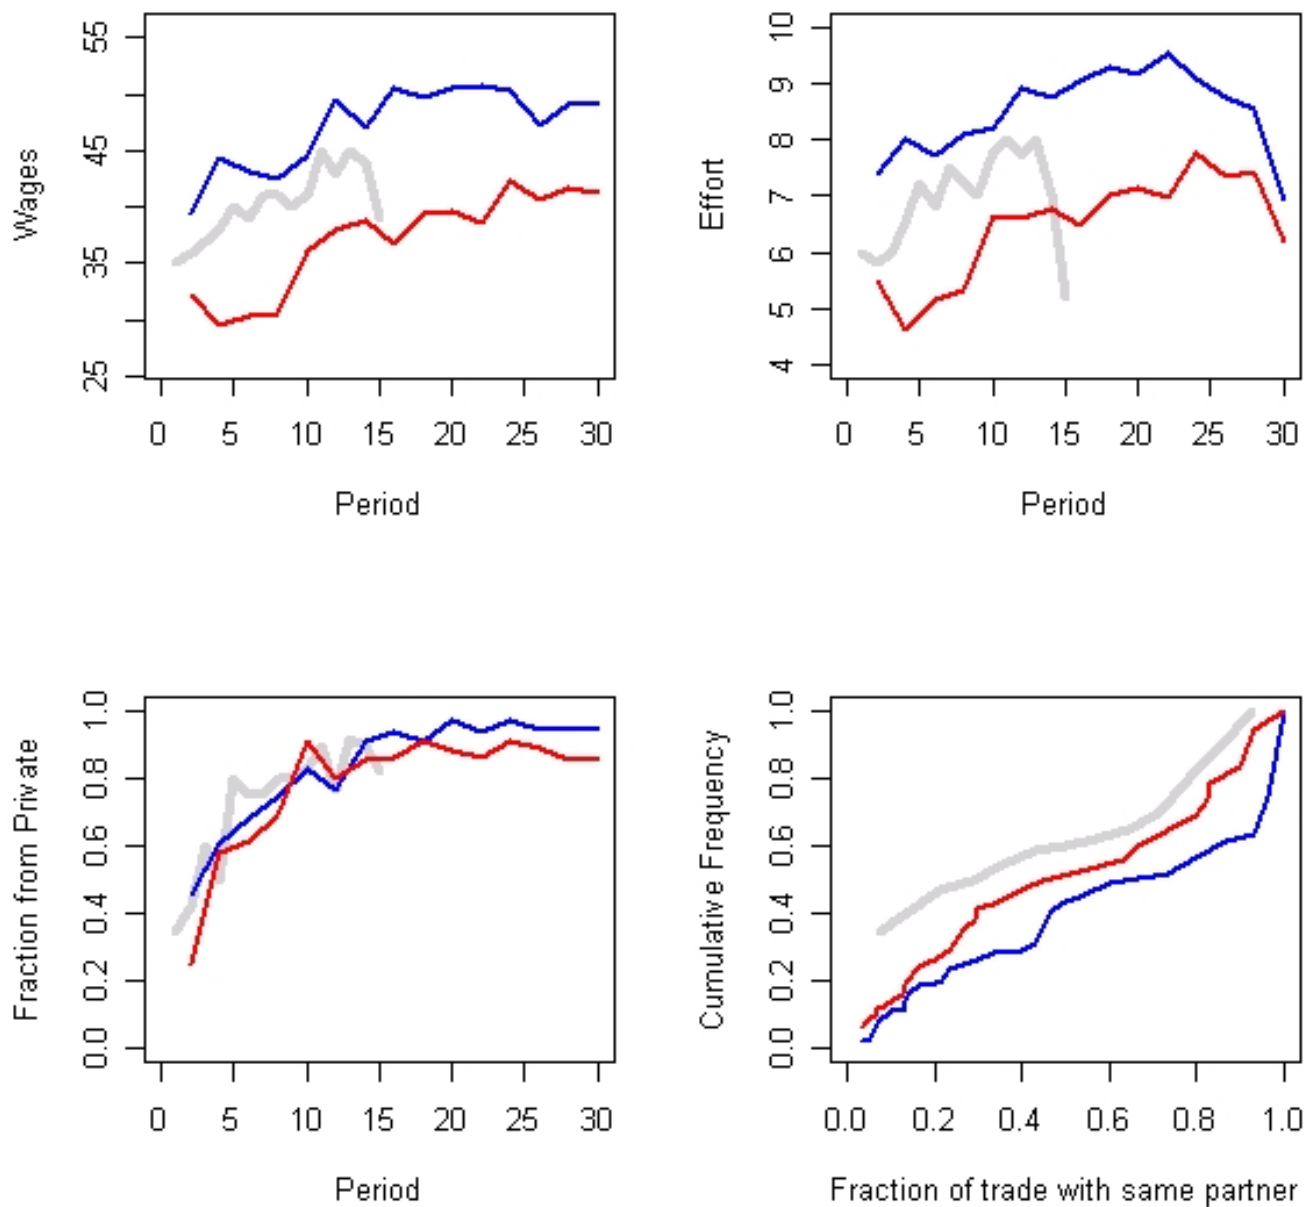 Wages
25 35 45 55
0 5 10 15 20 25 30
Period
Effort
4 5 6 7 8 9 10
0 5 10 15 20 25 30
Period
Fraction from Private
0.0 0.2 0.4 0.6 0.8 1.0
0 5 10 15 20 25 30
Period
Cumulative Frequency
0.0 0.2 0.4 0.6 0.8 1.0
0.0 0.2 0.4 0.6 0.8 1.0
Fraction of trade with same partner